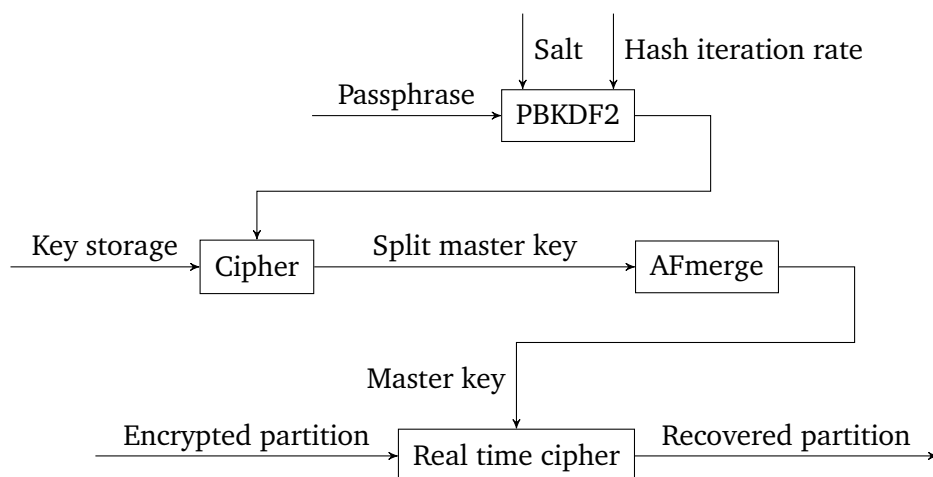 Salt
Hash iteration rate
Passphrase
PBKDF2
Key storage
Cipher
Split master key
AFmerge
Master key
Encrypted partition
Real time cipher
Recovered partition